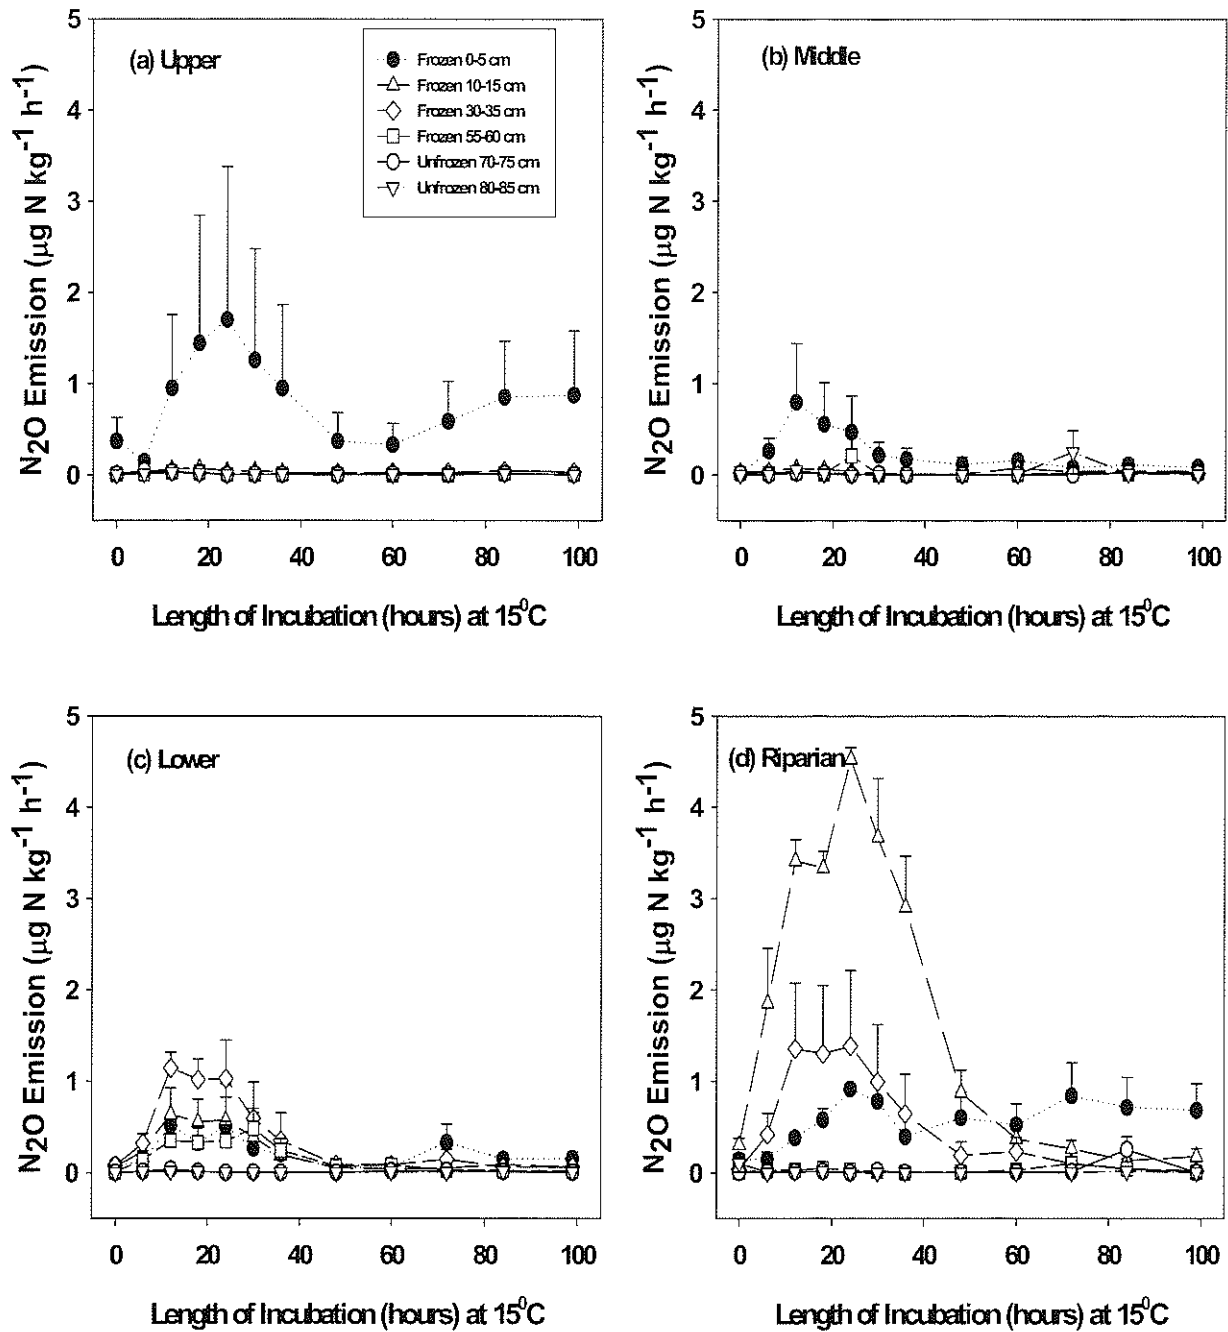 (a) Upper
Frozen 0-5 cm
Frozen 10-15 cm
Frozen 30-35 cm
Frozen 55-60 cm
Unfrozen 70-75 cm
Unfrozen 80-85 cm
N2O Emission (μg N kg-1 h-1)
5
4
3
2
1
0
0 20 40 60 80 100
Length of Incubation (hours) at 15⁰C
(b) Middle
N2O Emission (μg N kg-1 h-1)
5
4
3
2
1
0
0 20 40 60 80 100
Length of Incubation (hours) at 15⁰C
(c) Lower
N2O Emission (μg N kg-1 h-1)
5
4
3
2
1
0
0 20 40 60 80 100
Length of Incubation (hours) at 15⁰C
(d) Riparian
N2O Emission (μg N kg-1 h-1)
5
4
3
2
1
0
0 20 40 60 80 100
Length of Incubation (hours) at 15⁰C